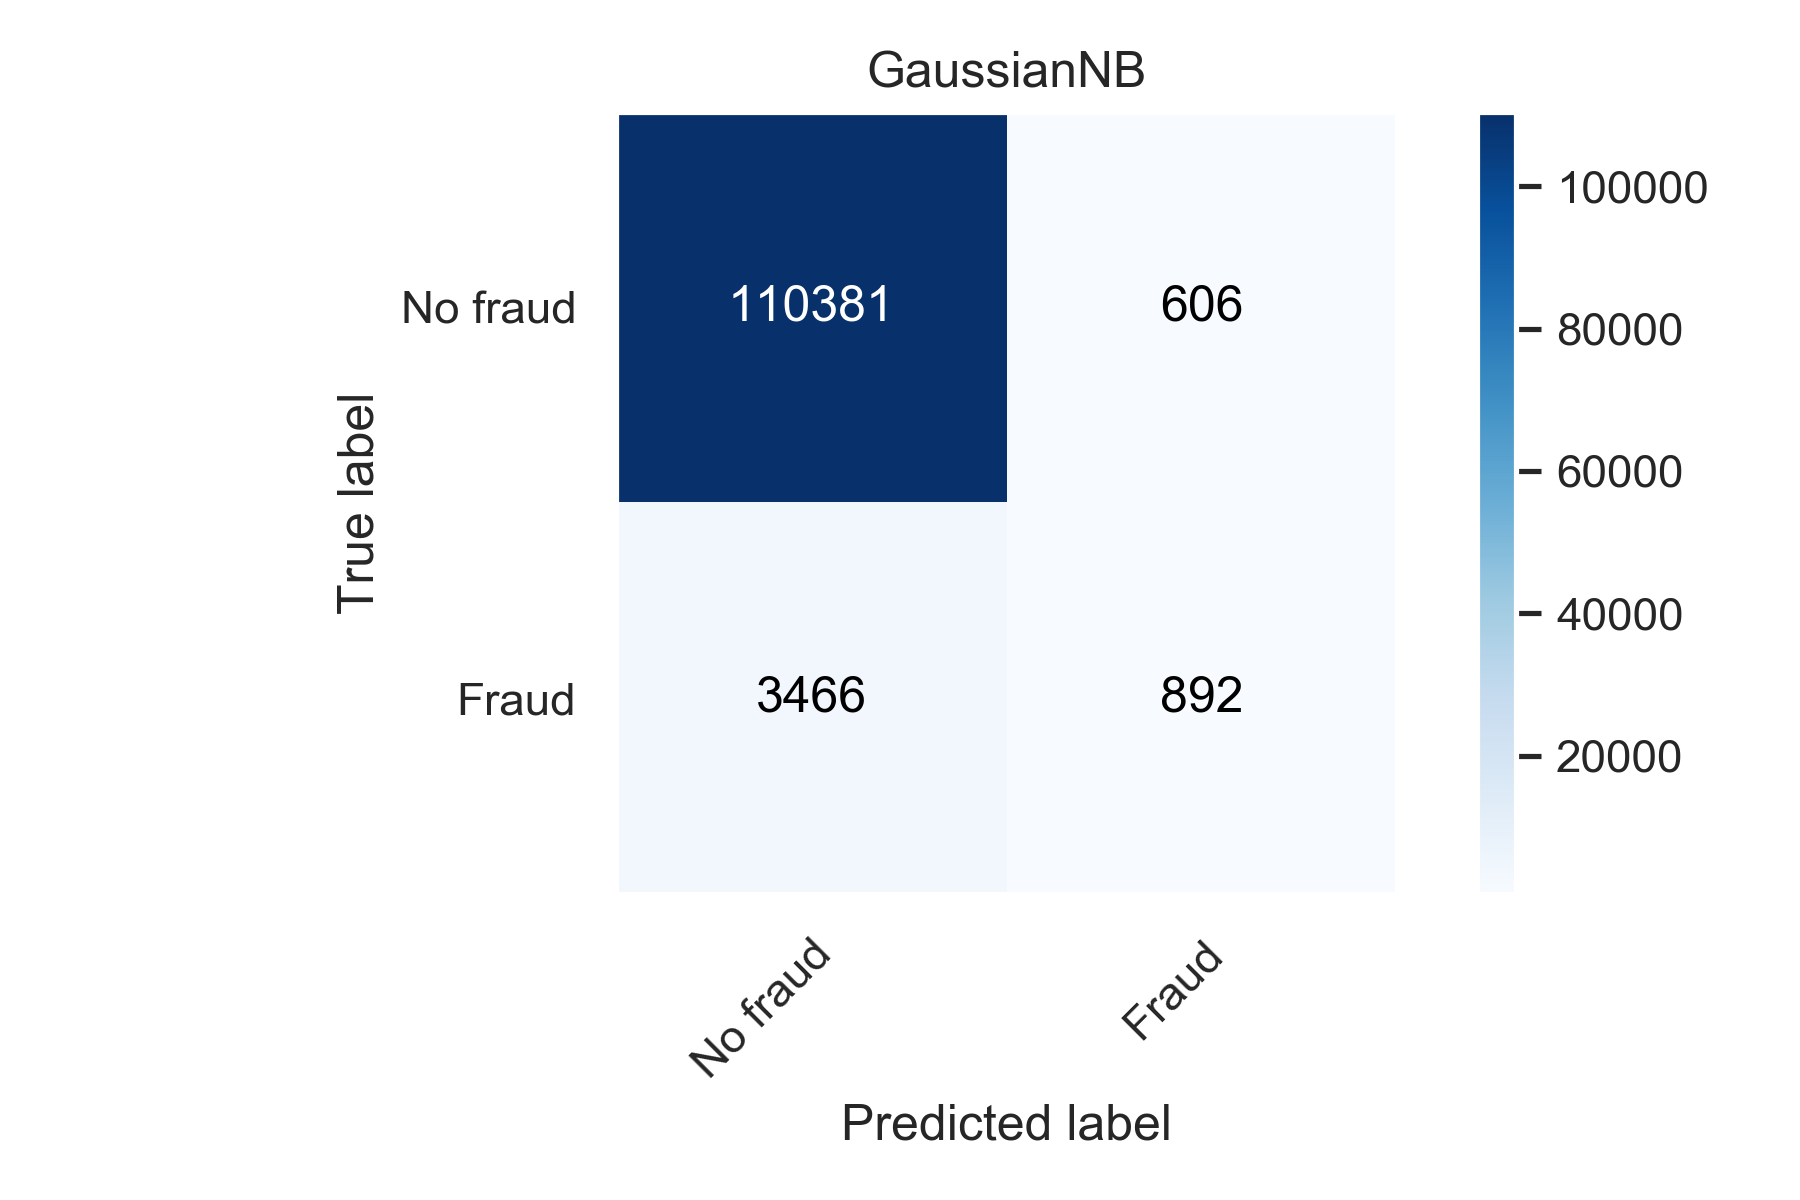 GaussianNB
No fraud
110381
606
Fraud
3466
892
True label
No fraud
Fraud
Predicted label
100000
80000
60000
40000
20000